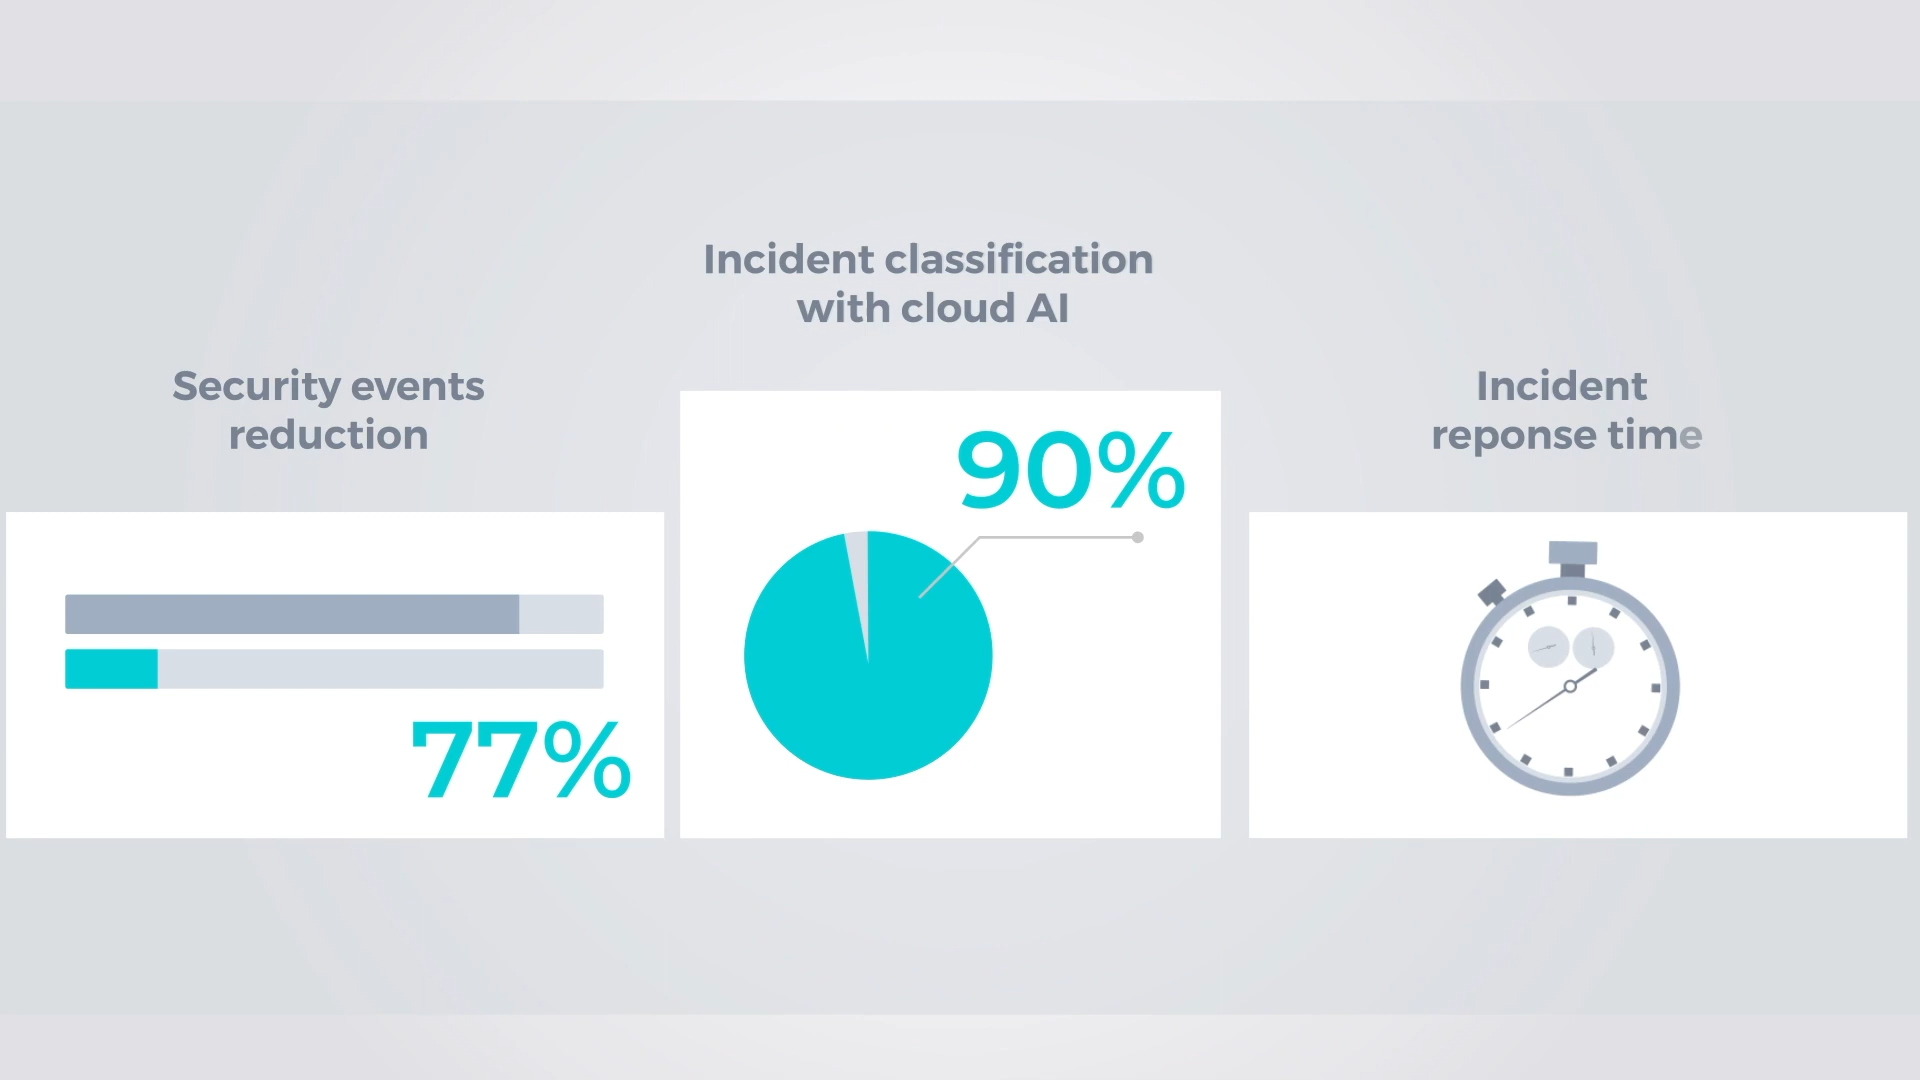 Security events
reduction
77%
Incident classification
with cloud AI
90%
Incident
reponse time